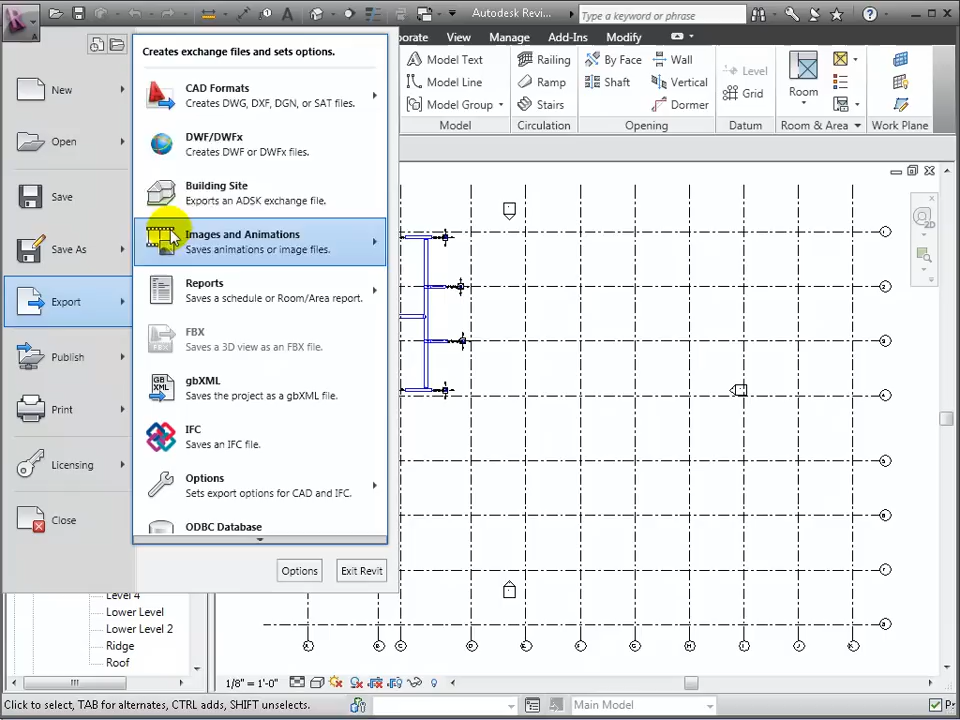 Autodesk Revi...
Type a keyword or phrase
orate
View
Manage
Add-Ins
Modify
Creates exchange files and sets options.
New
Open
Save
Save As
Export
Publish
Print
Licensing
Close
CAD Formats
Creates DWG, DXF, DGN, or SAT files.
DWF/DWFx
Creates DWF or DWFx files.
Building Site
Exports an ADSK exchange file.
Images and Animations
Saves animations or image files.
Reports
Saves a schedule or Room/Area report.
FBX
Saves a 3D view as an FBX file.
gbXML
Saves the project as a gbXML file.
IFC
Saves an IFC file.
Options
Sets export options for CAD and IFC.
ODBC Database
Options
Exit Revit
Model Text
Model Line
Model Group
Model
Railing
Ramp
Stairs
Circulation
By Face
Shaft
Wall
Vertical
Dormer
Opening
Level
Grid
Datum
Room
Room & Area
Work Plane
Level 4
Lower Level
Lower Level 2
Ridge
Roof
1/8" = 1'-0"
Click to select, TAB for alternates, CTRL adds, SHIFT unselects.
Main Model